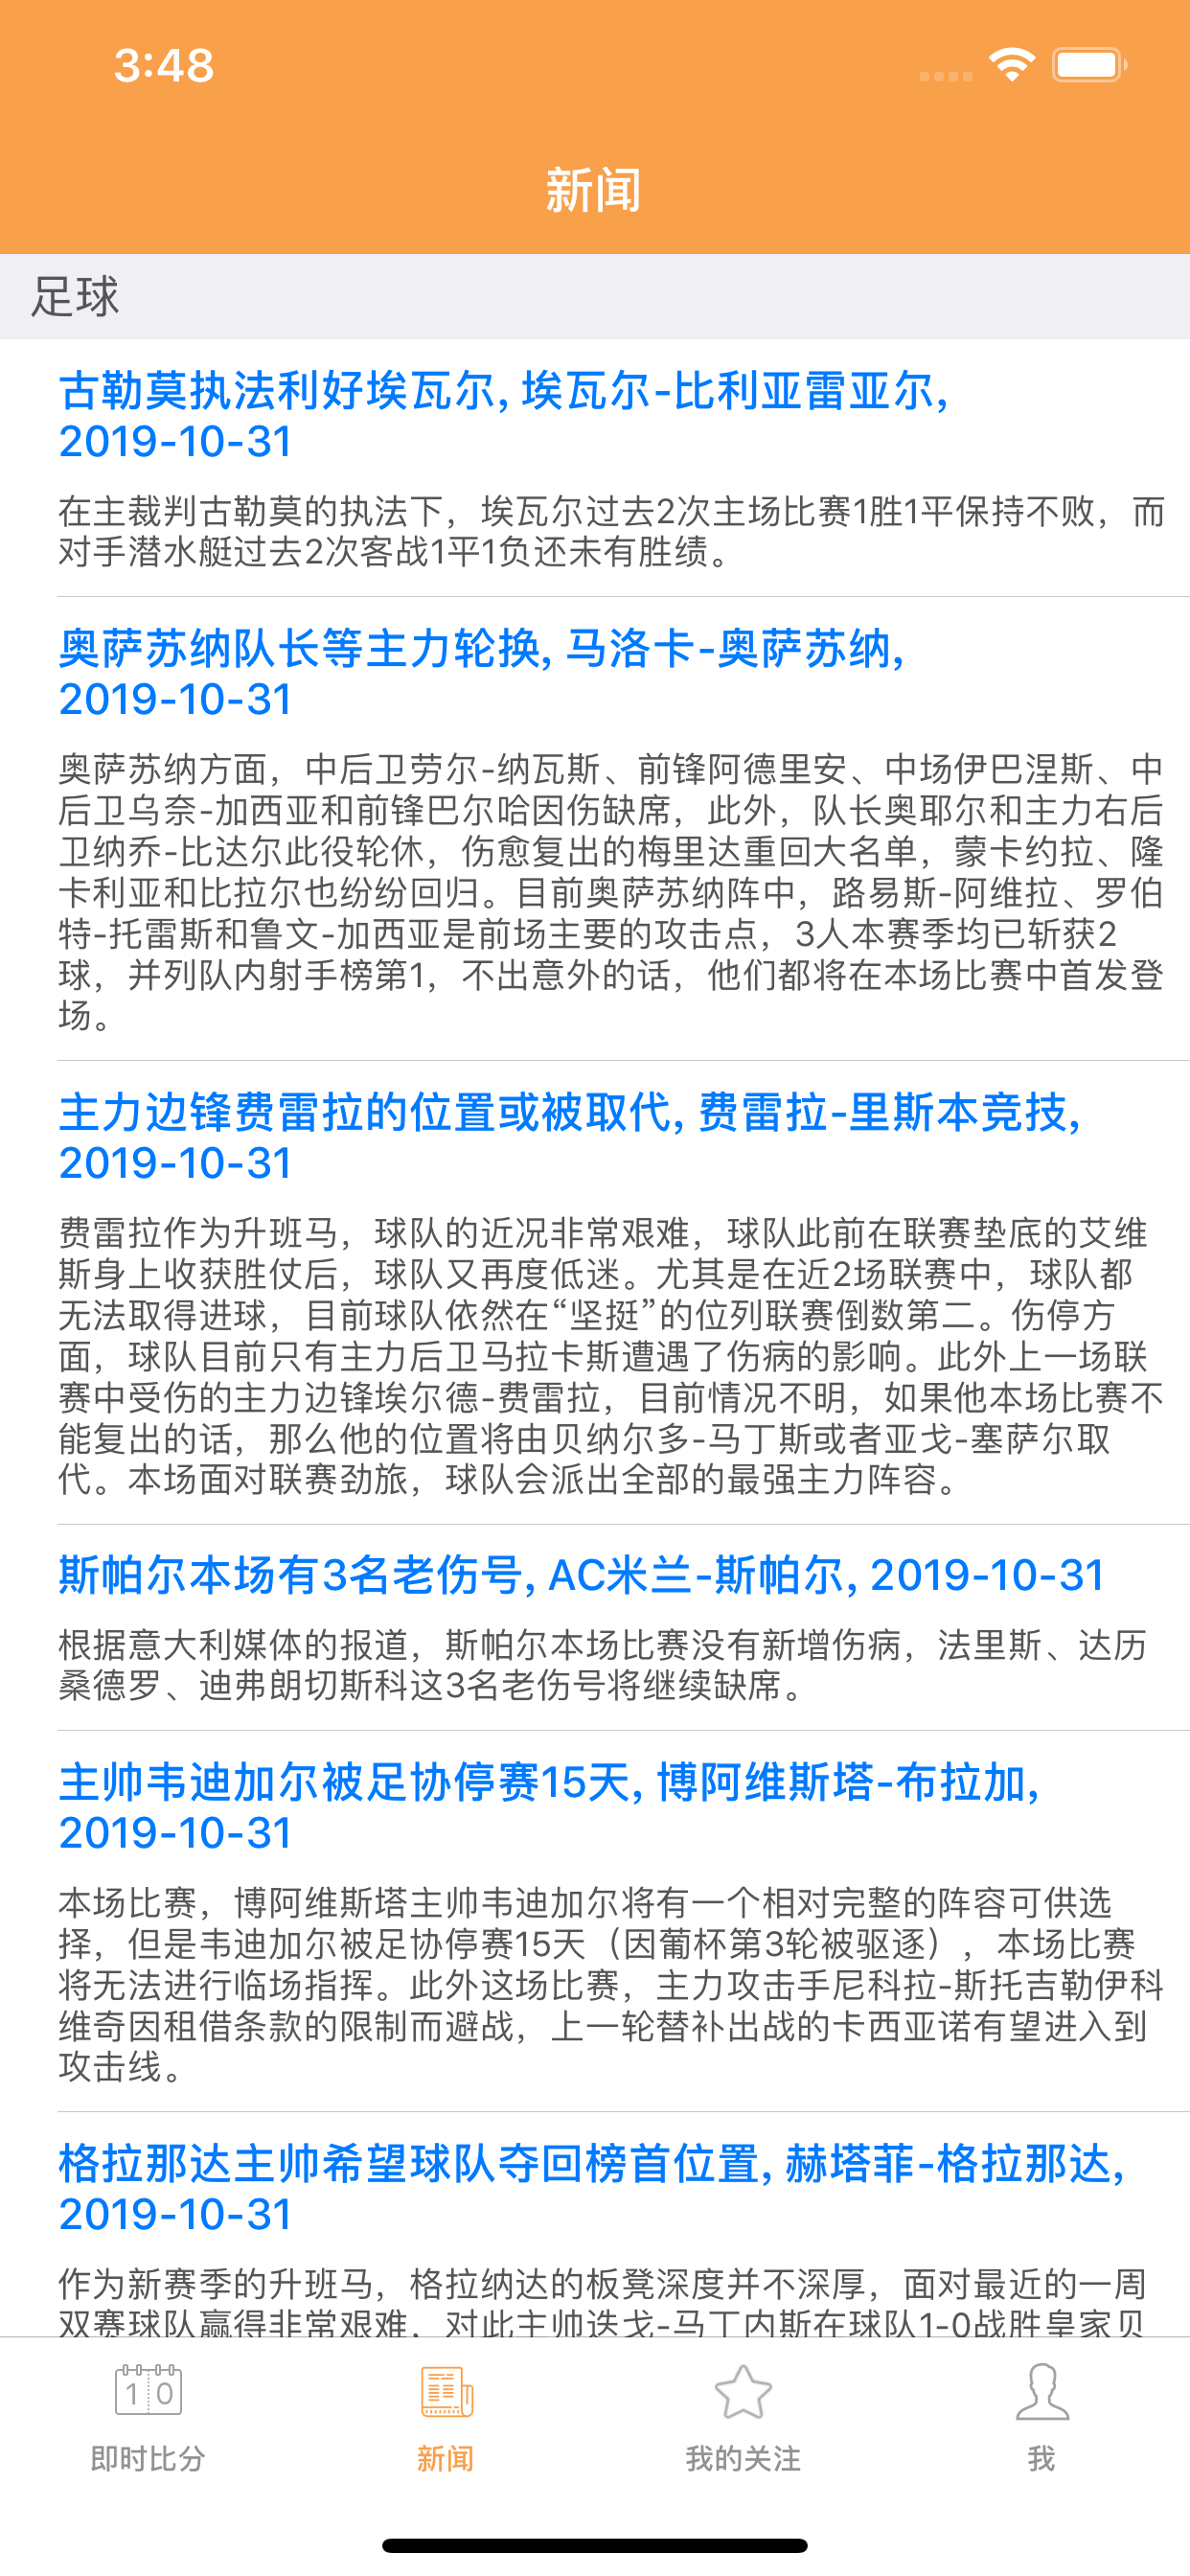 3:48
新闻
足球
古勒莫执法利好埃瓦尔, 埃瓦尔-比利亚雷亚尔,
2019-10-31
在主裁判古勒莫的执法下，埃瓦尔过去2次主场比赛1胜1平保持不败，而
对手潜水艇过去2次客战1平1负还未有胜绩。
奥萨苏纳队长等主力轮换, 马洛卡-奥萨苏纳,
2019-10-31
奥萨苏纳方面，中后卫劳尔-纳瓦斯、前锋阿德里安、中场伊巴涅斯、中
后卫乌奈-加西亚和前锋巴尔哈因伤缺席，此外，队长奥耶尔和主力右后
卫纳乔-比达尔此役轮休，伤愈复出的梅里达重回大名单，蒙卡约拉、隆
卡利亚和比拉尔也纷纷回归。目前奥萨苏纳阵中，路易斯-阿维拉、罗伯
特-托雷斯和鲁文-加西亚是前场主要的攻击点，3人本赛季均已斩获2
球，并列队内射手榜第1，不出意外的话，他们都将在本场比赛中首发登
场。
主力边锋费雷拉的位置或被取代, 费雷拉-里斯本竞技,
2019-10-31
费雷拉作为升班马，球队的近况非常艰难，球队此前在联赛垫底的艾维
斯身上收获胜仗后，球队又再度低迷。尤其是在近2场联赛中，球队都
无法取得进球，目前球队依然在“坚挺”的位列联赛倒数第二。伤停方
面，球队目前只有主力后卫马拉卡斯遭遇了伤病的影响。此外上一场联
赛中受伤的主力边锋埃尔德-费雷拉，目前情况不明，如果他本场比赛不
能复出的话，那么他的位置将由贝纳尔多-马丁斯或者亚戈-塞萨尔取
代。本场面对联赛劲旅，球队会派出全部的最强主力阵容。
斯帕尔本场有3名老伤号, AC米兰-斯帕尔, 2019-10-31
根据意大利媒体的报道，斯帕尔本场比赛没有新增伤病，法里斯、达历
桑德罗、迪弗朗切斯科这3名老伤号将继续缺席。
主帅韦迪加尔被足协停赛15天, 博阿维斯塔-布拉加,
2019-10-31
本场比赛，博阿维斯塔主帅韦迪加尔将有一个相对完整的阵容可供选
择，但是韦迪加尔被足协停赛15天（因葡杯第3轮被驱逐），本场比赛
将无法进行临场指挥。此外这场比赛，主力攻击手尼科拉-斯托吉勒伊科
维奇因租借条款的限制而避战，上一轮替补出战的卡西亚诺有望进入到
攻击线。
格拉那达主帅希望球队夺回榜首位置, 赫塔菲-格拉那达,
2019-10-31
作为新赛季的升班马，格拉纳达的板凳深度并不深厚，面对最近的一周
双赛球队赢得非常艰难，对此主帅迭戈-马丁内斯在球队1-0战胜皇家贝
1 0
即时比分
新闻
我的关注
我